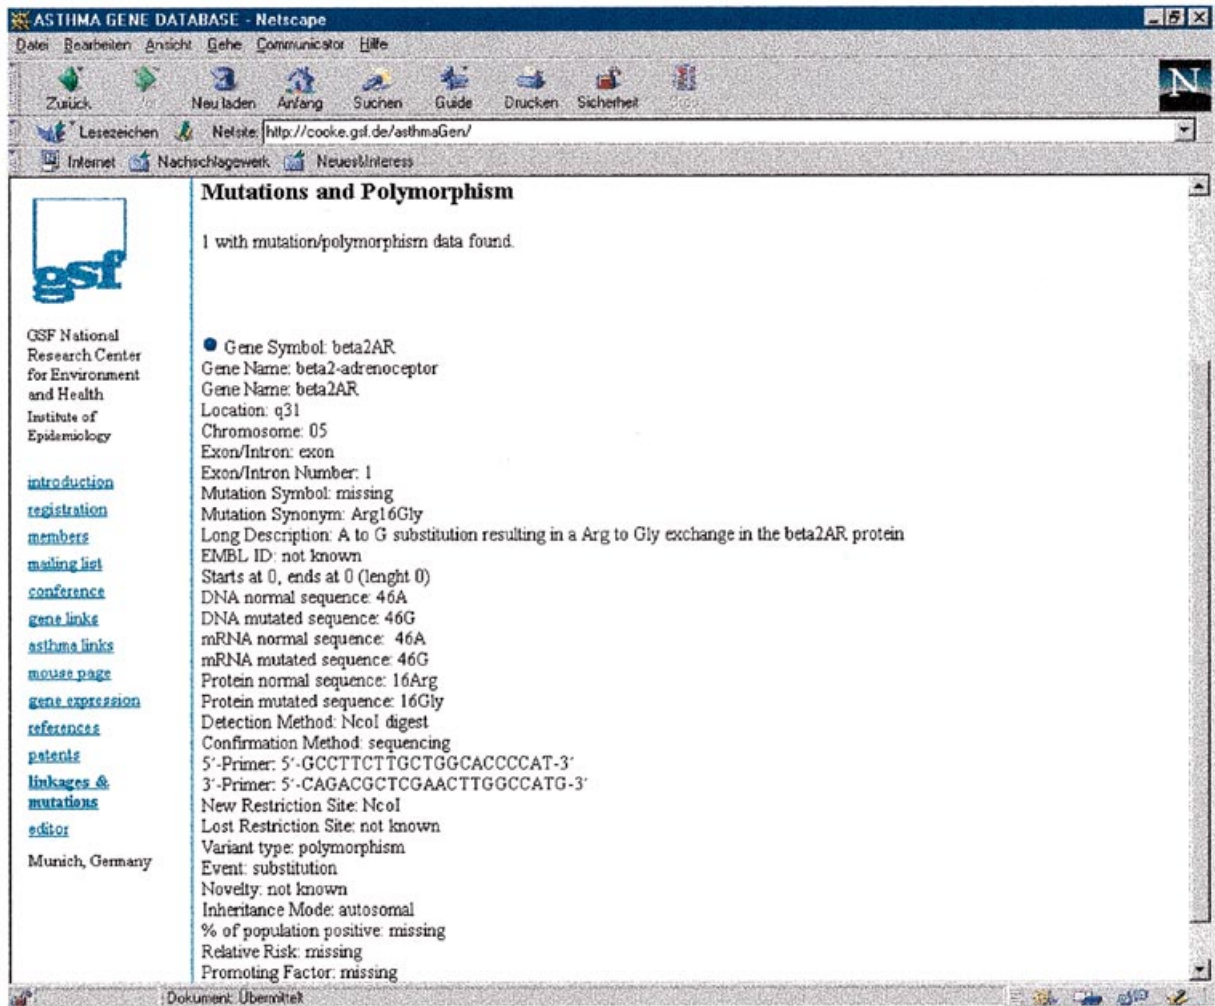 ASTHMA GENE DATABASE - Netscape
Datei Bearbeiten Ansicht Gehe Communicator Hilfe
Zurück Vor Neu laden Anfang Suchen Guide Drucken Sicherheit Stop
N
Lesezeichen Netsite: http://cooke.gsf.de/asthmaGen/
Internet Nachschlagewerk Neues&Interess
gsf
GSF National
Research Center
for Environment
and Health
Institute of
Epidemiology
introduction
registration
members
mailing list
conference
gene links
asthma links
mouse page
gene expression
references
patents
linkages &
mutations
editor
Munich, Germany
Mutations and Polymorphism
1 with mutation/polymorphism data found.
Gene Symbol: beta2AR
Gene Name: beta2-adrenoceptor
Gene Name: beta2AR
Location: q31
Chromosome: 05
Exon/Intron: exon
Exon/Intron Number: 1
Mutation Symbol: missing
Mutation Synonym: Arg16Gly
Long Description: A to G substitution resulting in a Arg to Gly exchange in the beta2AR protein
EMBL ID: not known
Starts at 0, ends at 0 (lenght 0)
DNA normal sequence: 46A
DNA mutated sequence: 46G
mRNA normal sequence: 46A
mRNA mutated sequence: 46G
Protein normal sequence: 16Arg
Protein mutated sequence: 16Gly
Detection Method: NcoI digest
Confirmation Method: sequencing
5´-Primer: 5´-GCCTTCTTGCTGGCACCCCAT-3´
3´-Primer: 5´-CAGACGCTCGAACTTGGCCATG-3´
New Restriction Site: NcoI
Lost Restriction Site: not known
Variant type: polymorphism
Event: substitution
Novelty: not known
Inheritance Mode: autosomal
% of population positive: missing
Relative Risk: missing
Promoting Factor: missing
Dokument: Übermittelt